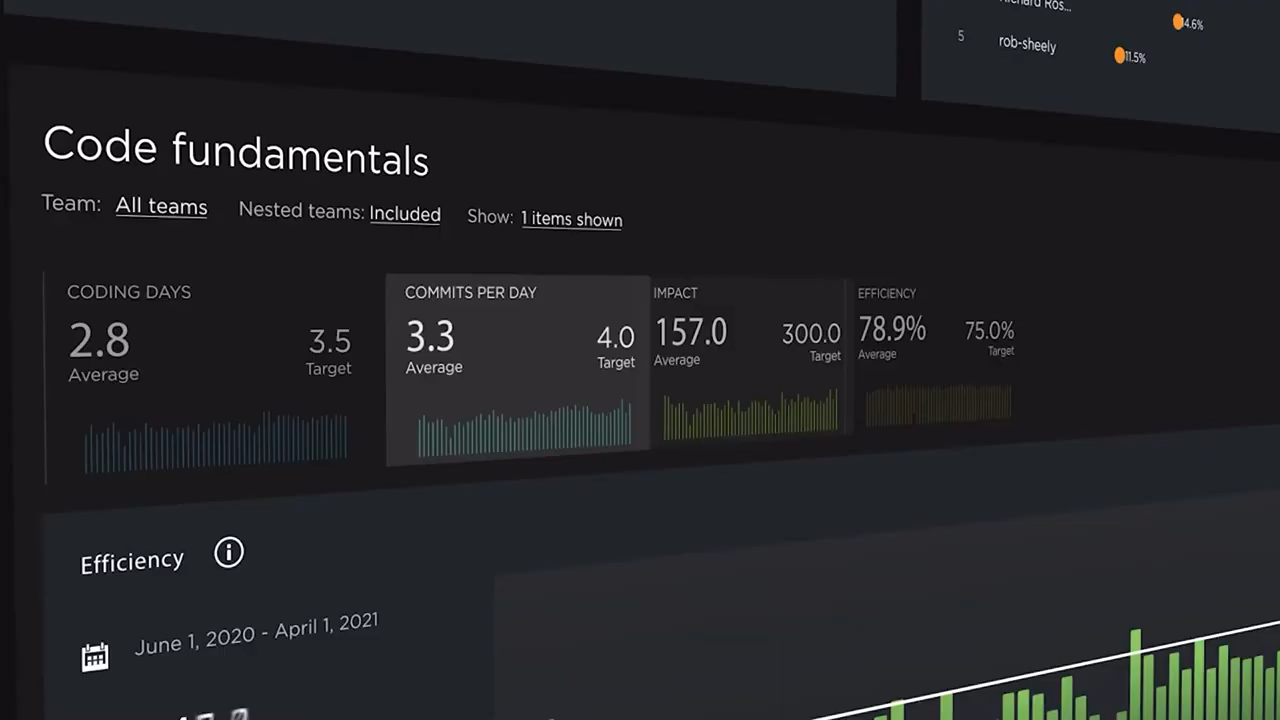 4.6%
5 rob-sheely 11.5%
Code fundamentals
Team: All teams Nested teams: Included Show: 1 items shown
CODING DAYS
2.8 3.5
Average Target
COMMITS PER DAY
3.3 4.0
Average Target
IMPACT
157.0 300.0
Average Target
EFFICIENCY
78.9% 75.0%
Average Target
Efficiency
June 1, 2020 - April 1, 2021